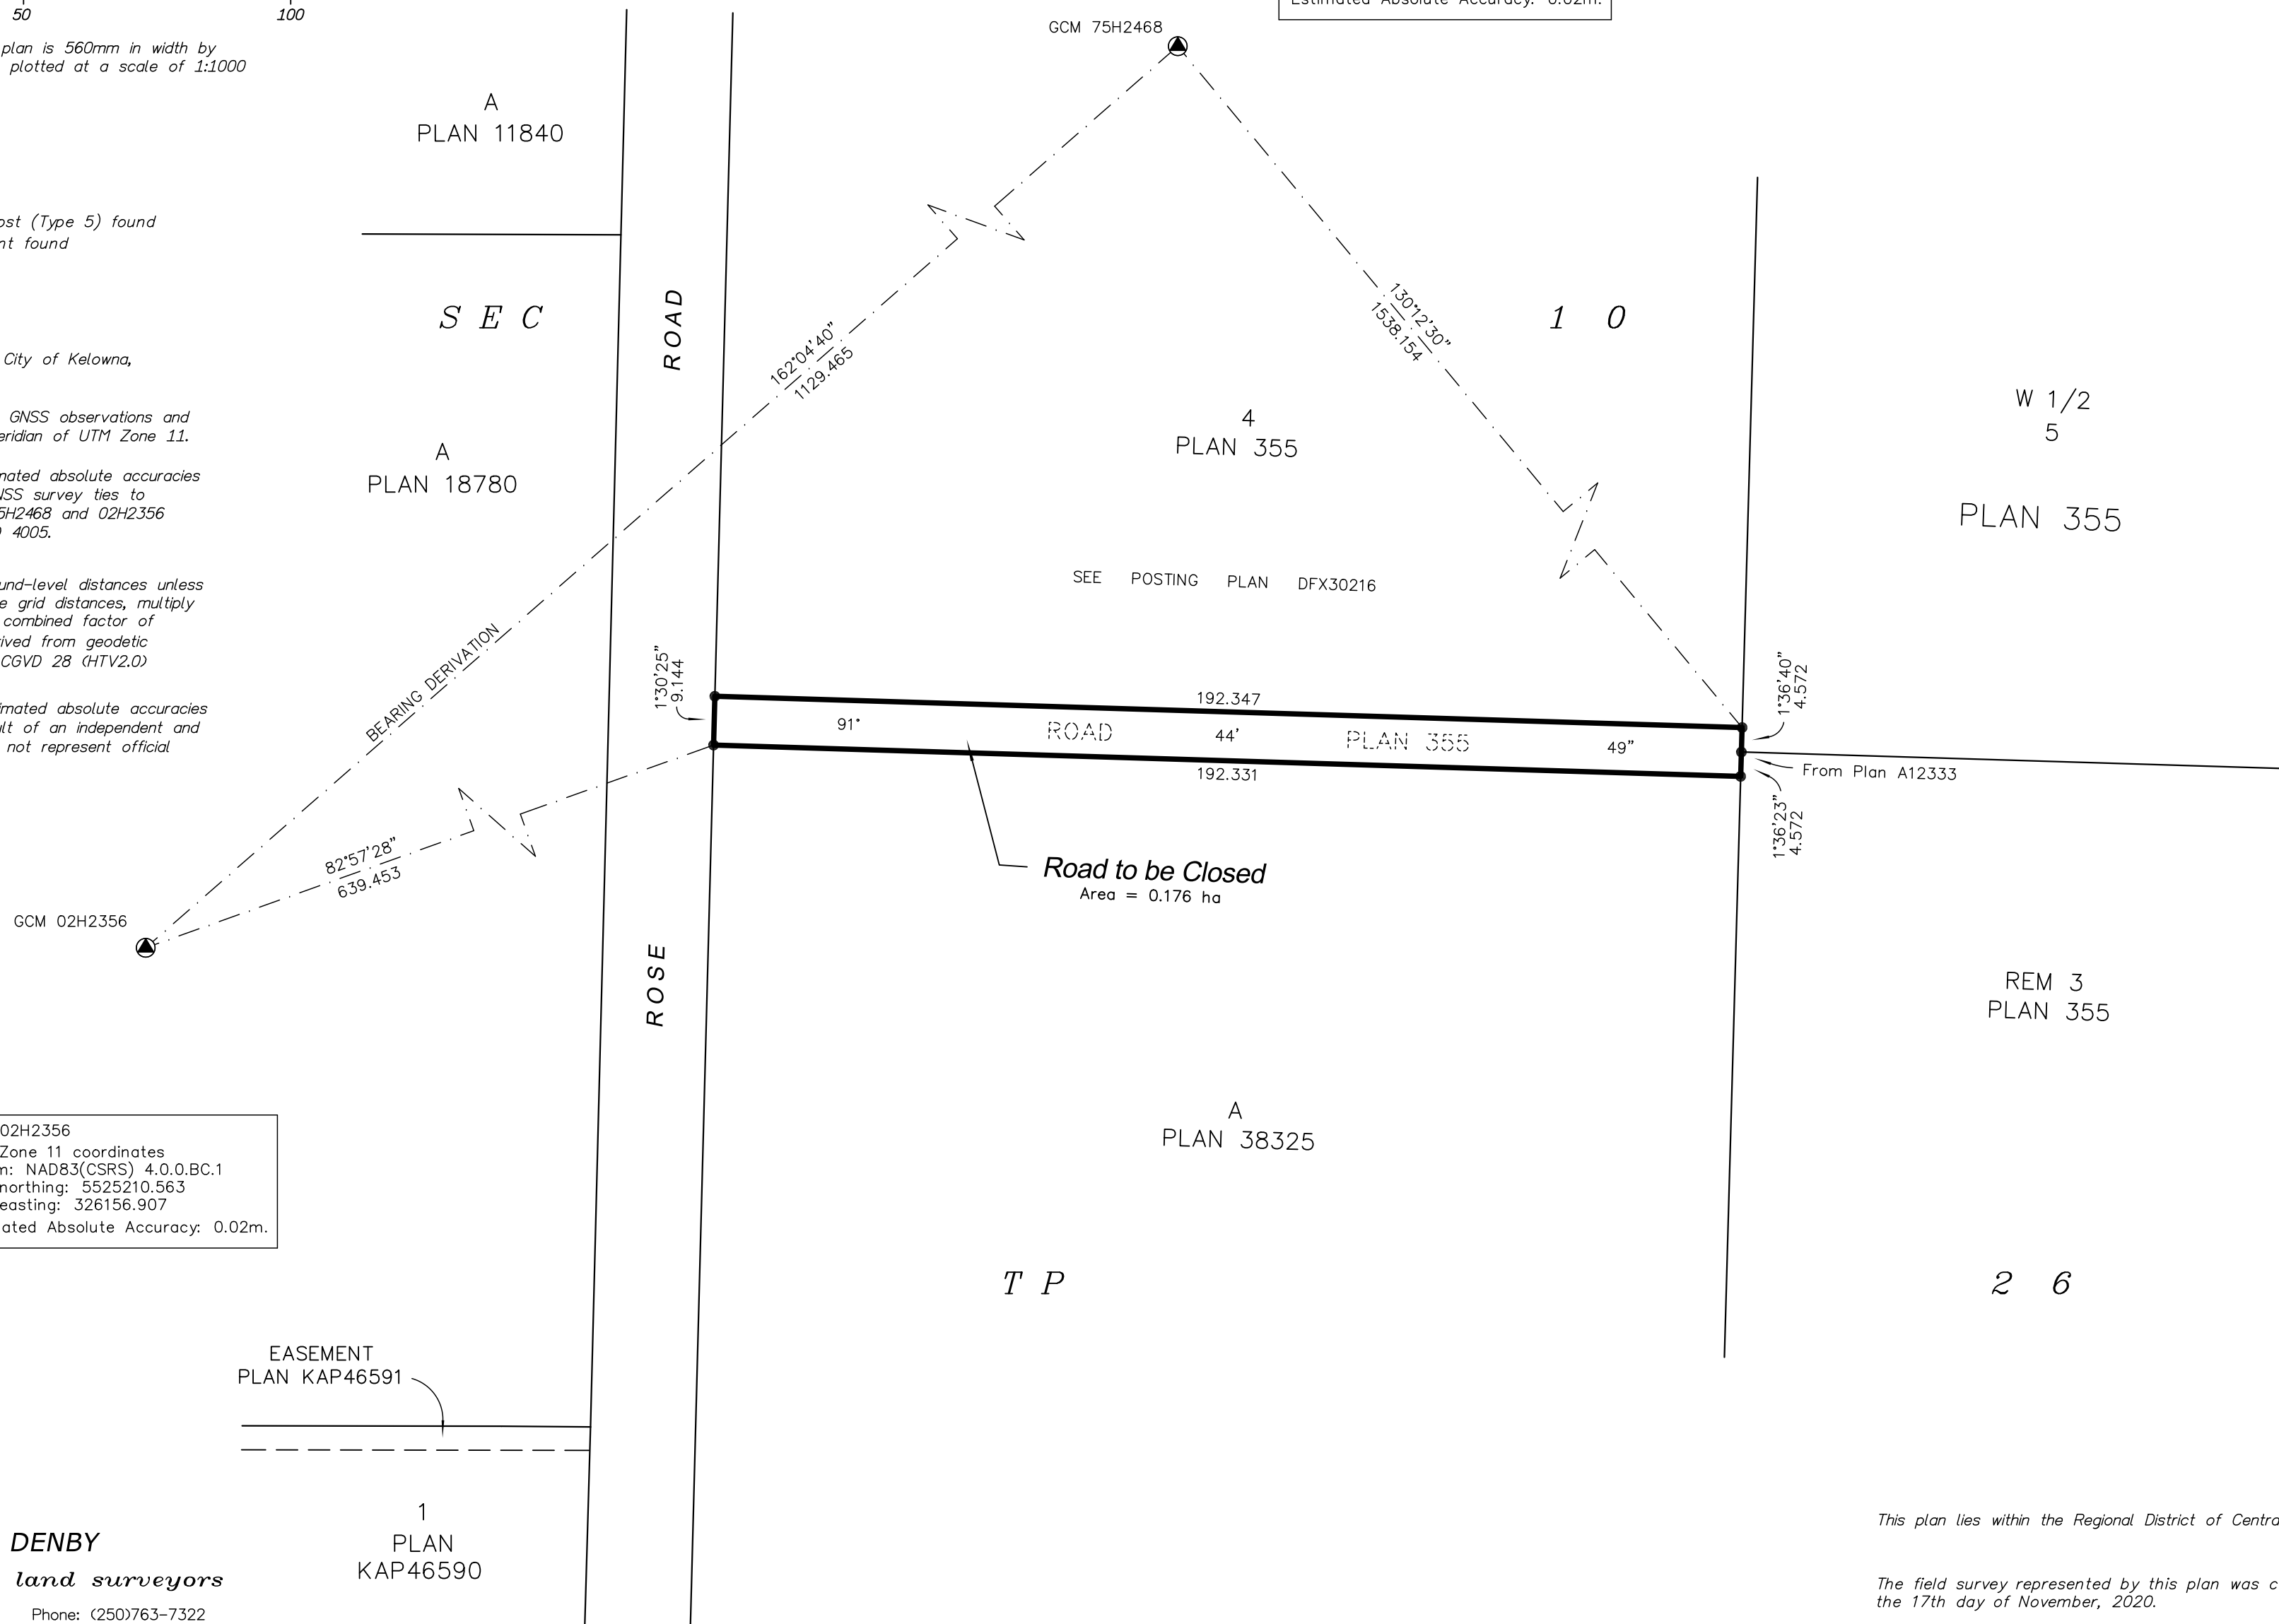 50
100
plan is 560mm in width by
plotted at a scale of 1:1000
ost (Type 5) found
nt found
City of Kelowna,
GNSS observations and
eridian of UTM Zone 11.
nated absolute accuracies
NSS survey ties to
5H2468 and 02H2356
4005.
und-level distances unless
e grid distances, multiply
combined factor of
ived from geodetic
CGVD 28 (HTV2.0)
imated absolute accuracies
ult of an independent and
not represent official
A
PLAN 11840
S E C
A
PLAN 18780
ROAD
GCM 75H2468
Estimated Absolute Accuracy: 0.02m.
162°04'40"
1129.465
130°12'30"
1538.154
1 0
4
PLAN 355
W 1/2
5
PLAN 355
SEE POSTING PLAN DFX30216
BEARING DERIVATION
1°30'25"
9.144
192.347
91° ROAD 44' PLAN 355 49"
192.331
1°36'40"
4.572
From Plan A12333
1°36'23"
4.572
82°57'28"
639.453
GCM 02H2356
Road to be Closed
Area = 0.176 ha
ROSE
REM 3
PLAN 355
A
PLAN 38325
02H2356
Zone 11 coordinates
m: NAD83(CSRS) 4.0.0.BC.1
northing: 5525210.563
easting: 326156.907
ated Absolute Accuracy: 0.02m.
T P
2 6
EASEMENT
PLAN KAP46591
1
PLAN
KAP46590
DENBY
land surveyors
Phone: (250)763-7322
This plan lies within the Regional District of Centra
The field survey represented by this plan was c
the 17th day of November, 2020.